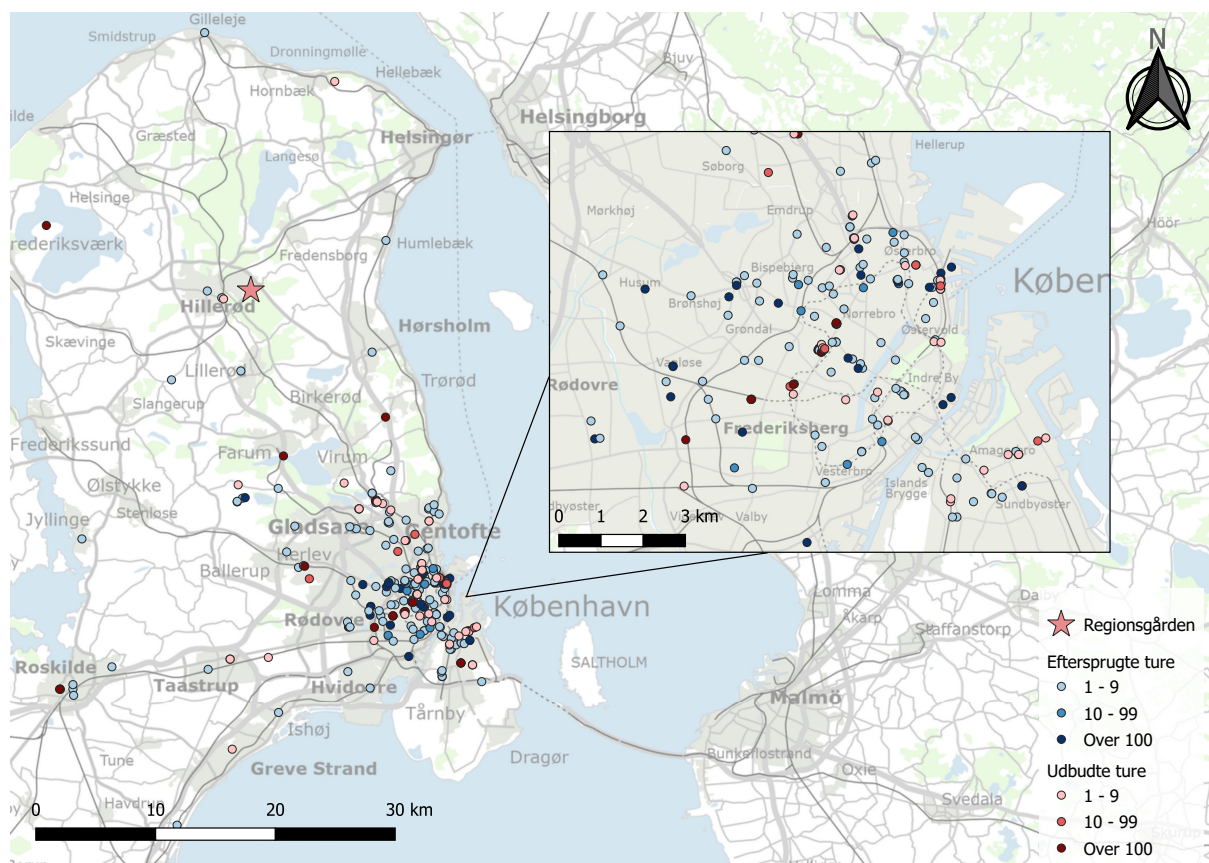 Gilleleje
Smidstrup
Dronningmølle
Hellebæk
Hornbæk
Græsted
Helsingør
Langesø
Helsinge
Fredensborg
Humlebæk
Hillerød
Hørsholm
Skævinge
Lillerød
Trørød
Slangerup
Birkerød
Frederikssund
Farum
Virum
Ølstykke
Stenløse
Jyllinge
Gentofte
Herlev
Ballerup
Rødovre
København
Roskilde
Taastrup
Hvidovre
SALTHOLM
Tårnby
Ishøj
Dragør
Tune
Greve Strand
Helsingborg
Bjuv
Höör
N
Hellerup
Søborg
Mørkhøj
Emdrup
Østerbro
Bispebjerg
Husum
Brønshøj
Nørrebro
Grøndal
Østervold
Vanløse
Indre By
Rødovre
Frederiksberg
Vesterbro
Islands
Brygge
Sundbyøster
Valby
0 1 2 3 km
Køben
Lomma
Åkarp
Staffanstorp
Malmö
Bunkeflostrand
Oxie
Svedala
Skurup
Regionsgården
Eftersprugte ture
1 - 9
10 - 99
Over 100
Udbudte ture
1 - 9
10 - 99
Over 100
0 10 20 30 km